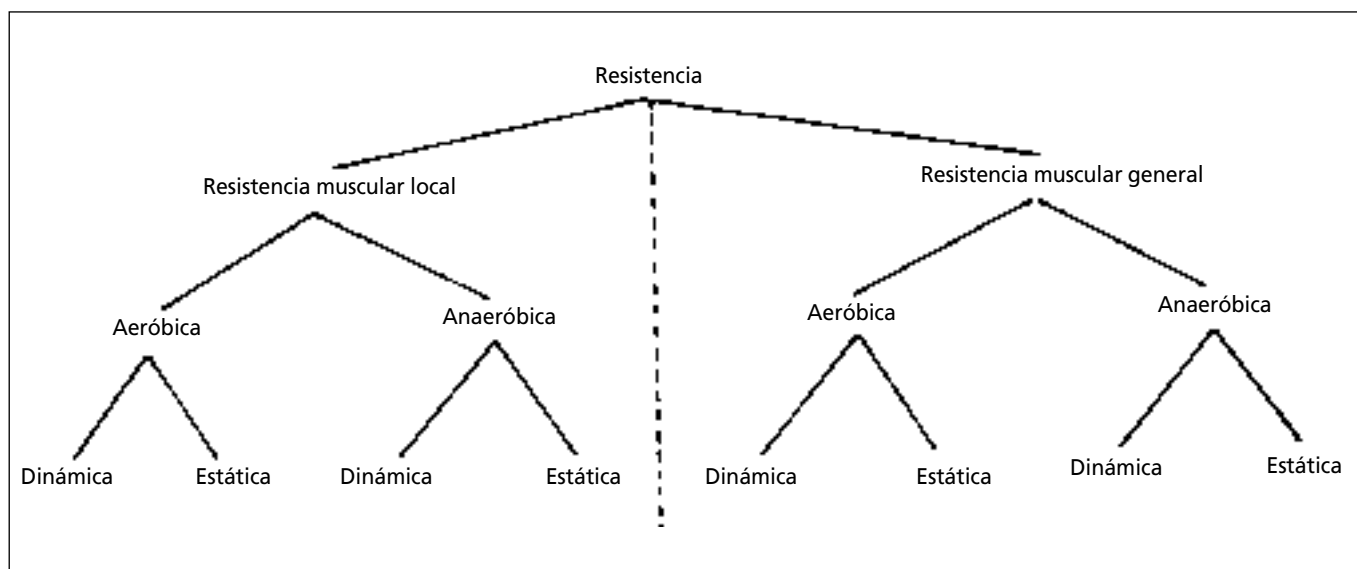 Resistencia
Resistencia muscular local
Resistencia muscular general
Aeróbica
Anaeróbica
Aeróbica
Anaeróbica
Dinámica
Estática
Dinámica
Estática
Dinámica
Estática
Dinámica
Estática